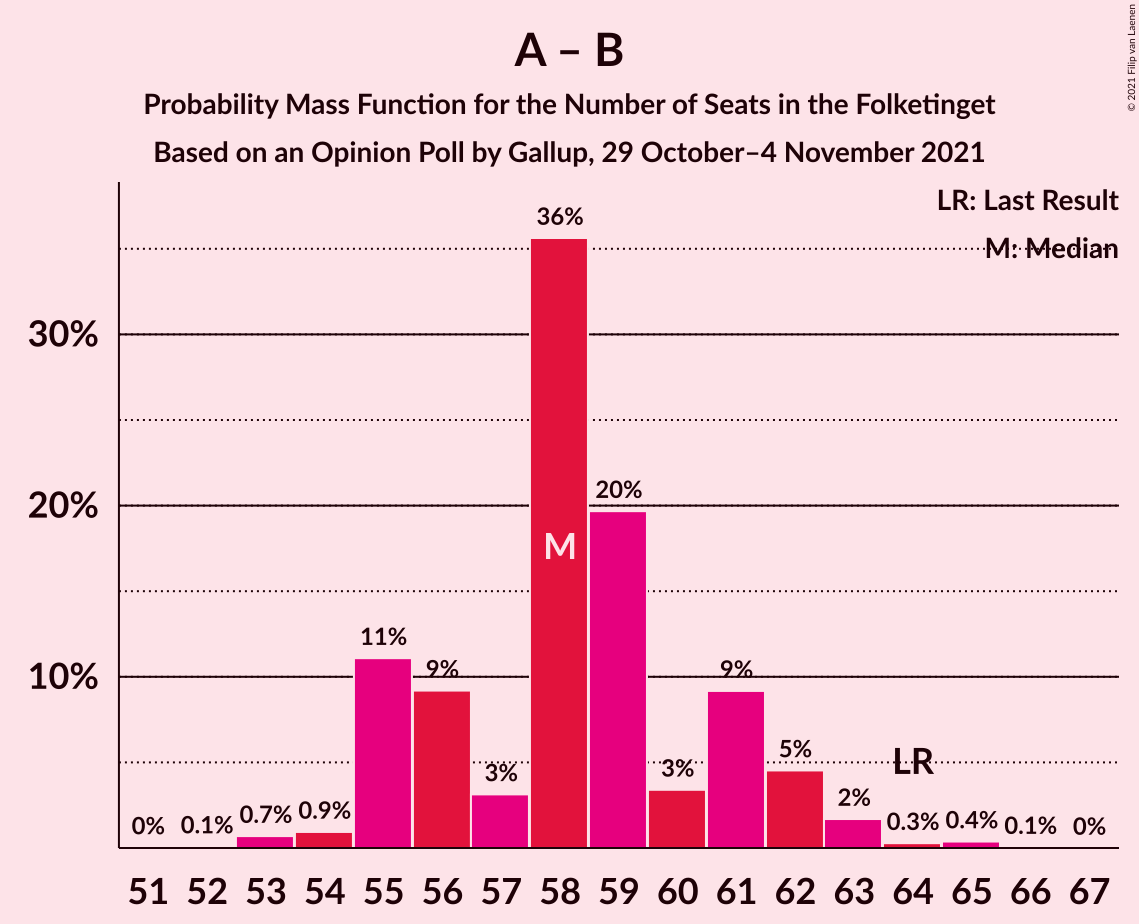 A – B
Probability Mass Function for the Number of Seats in the Folketinget
Based on an Opinion Poll by Gallup, 29 October–4 November 2021
© 2021 Filip van Laenen
LR: Last Result
M: Median
30%
20%
10%
0%
0.1%
0.7%
0.9%
11%
9%
3%
36%
M
20%
3%
9%
5%
2%
LR
0.3%
0.4%
0.1%
0%
51 52 53 54 55 56 57 58 59 60 61 62 63 64 65 66 67